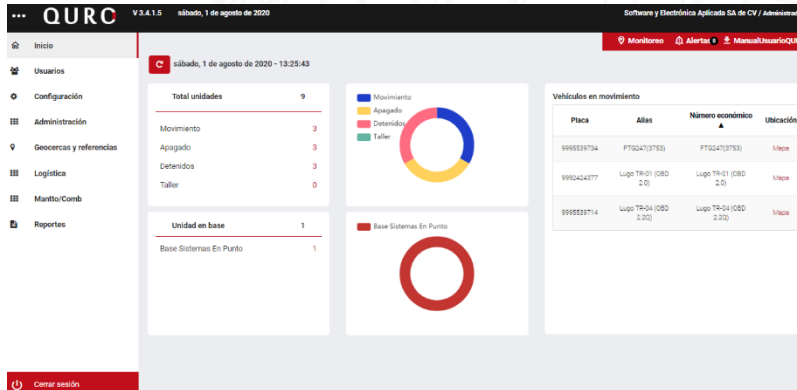 ... QURC V 3.4.1.5 sábado, 1 de agosto de 2020 Software y Electrónica Aplicada SA de CV / Administrad
Inicio
Usuarios
Configuración
Administración
Geocercas y referencias
Logística
Mantto/Comb
Reportes
Cerrar sesión
Monitoreo Alertas 0 ManualUsuarioQU
sábado, 1 de agosto de 2020 - 13:25:43
Total unidades 9
Movimiento 3
Apagado 3
Detenidos 3
Taller 0
Movimiento
Apagado
Detenidos
Taller
Vehículos en movimiento
Placa Alias Número económico Ubicación
9995539734 FTG247(3753) FTG247(3753) Mapa
9992424377 Lugo TR-01 (OBD 2.0) Lugo TR-01 (OBD 2.0) Mapa
9995539714 Lugo TR-04 (OBD 2.2G) Lugo TR-04 (OBD 2.2G) Mapa
Unidad en base 1
Base Sistemas En Punto 1
Base Sistemas En Punto